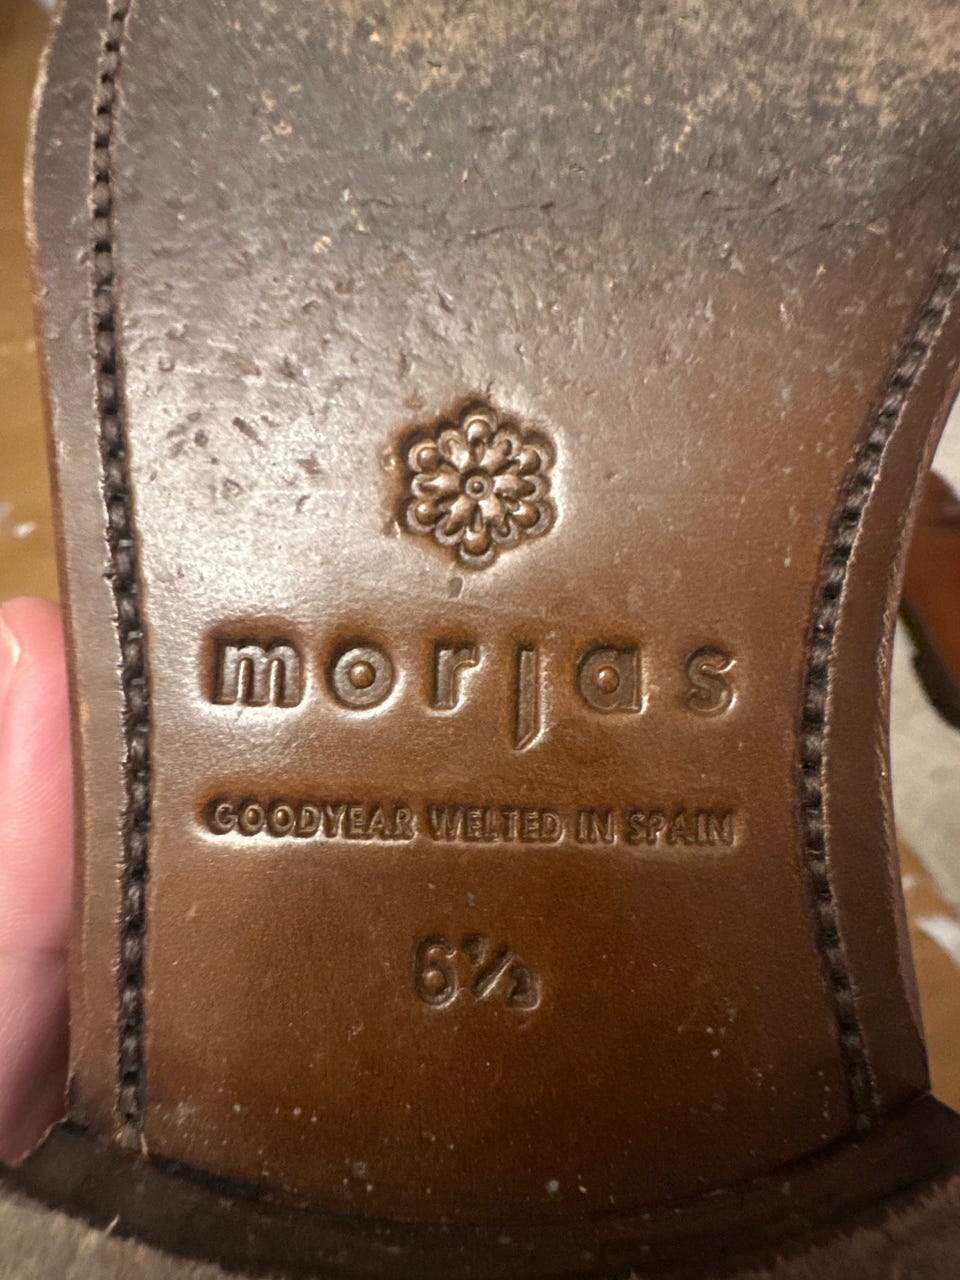 morjas
GOODYEAR WELTED IN SPAIN
6½